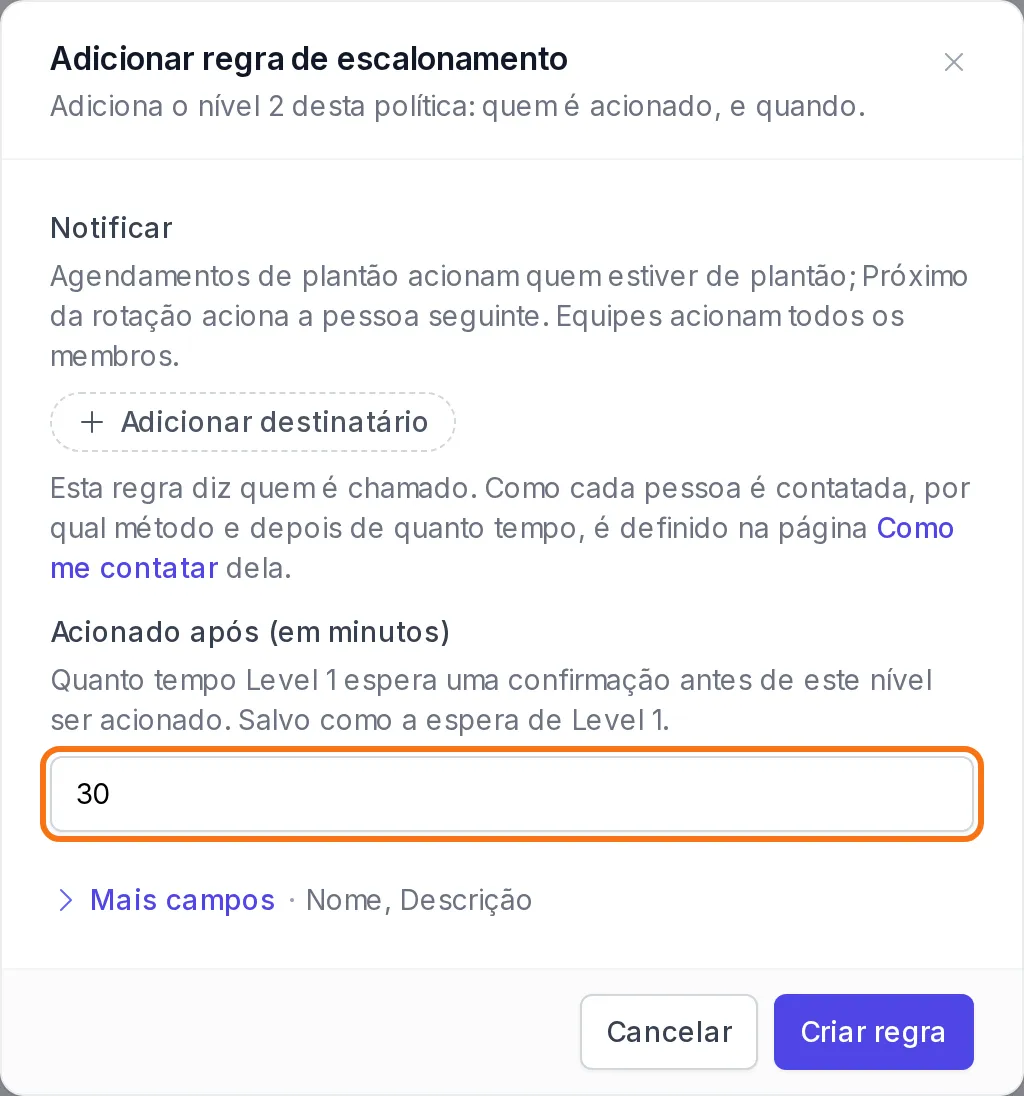 Adicionar regra de escalonamento
Adiciona o nível 2 desta política: quem é acionado, e quando.
Notificar
Agendamentos de plantão acionam quem estiver de plantão; Próximo
da rotação aciona a pessoa seguinte. Equipes acionam todos os
membros.
+ Adicionar destinatário
Esta regra diz quem é chamado. Como cada pessoa é contatada, por
qual método e depois de quanto tempo, é definido na página Como
me contatar dela.
Acionado após (em minutos)
Quanto tempo Level 1 espera uma confirmação antes de este nível
ser acionado. Salvo como a espera de Level 1.
30
Mais campos · Nome, Descrição
Cancelar
Criar regra